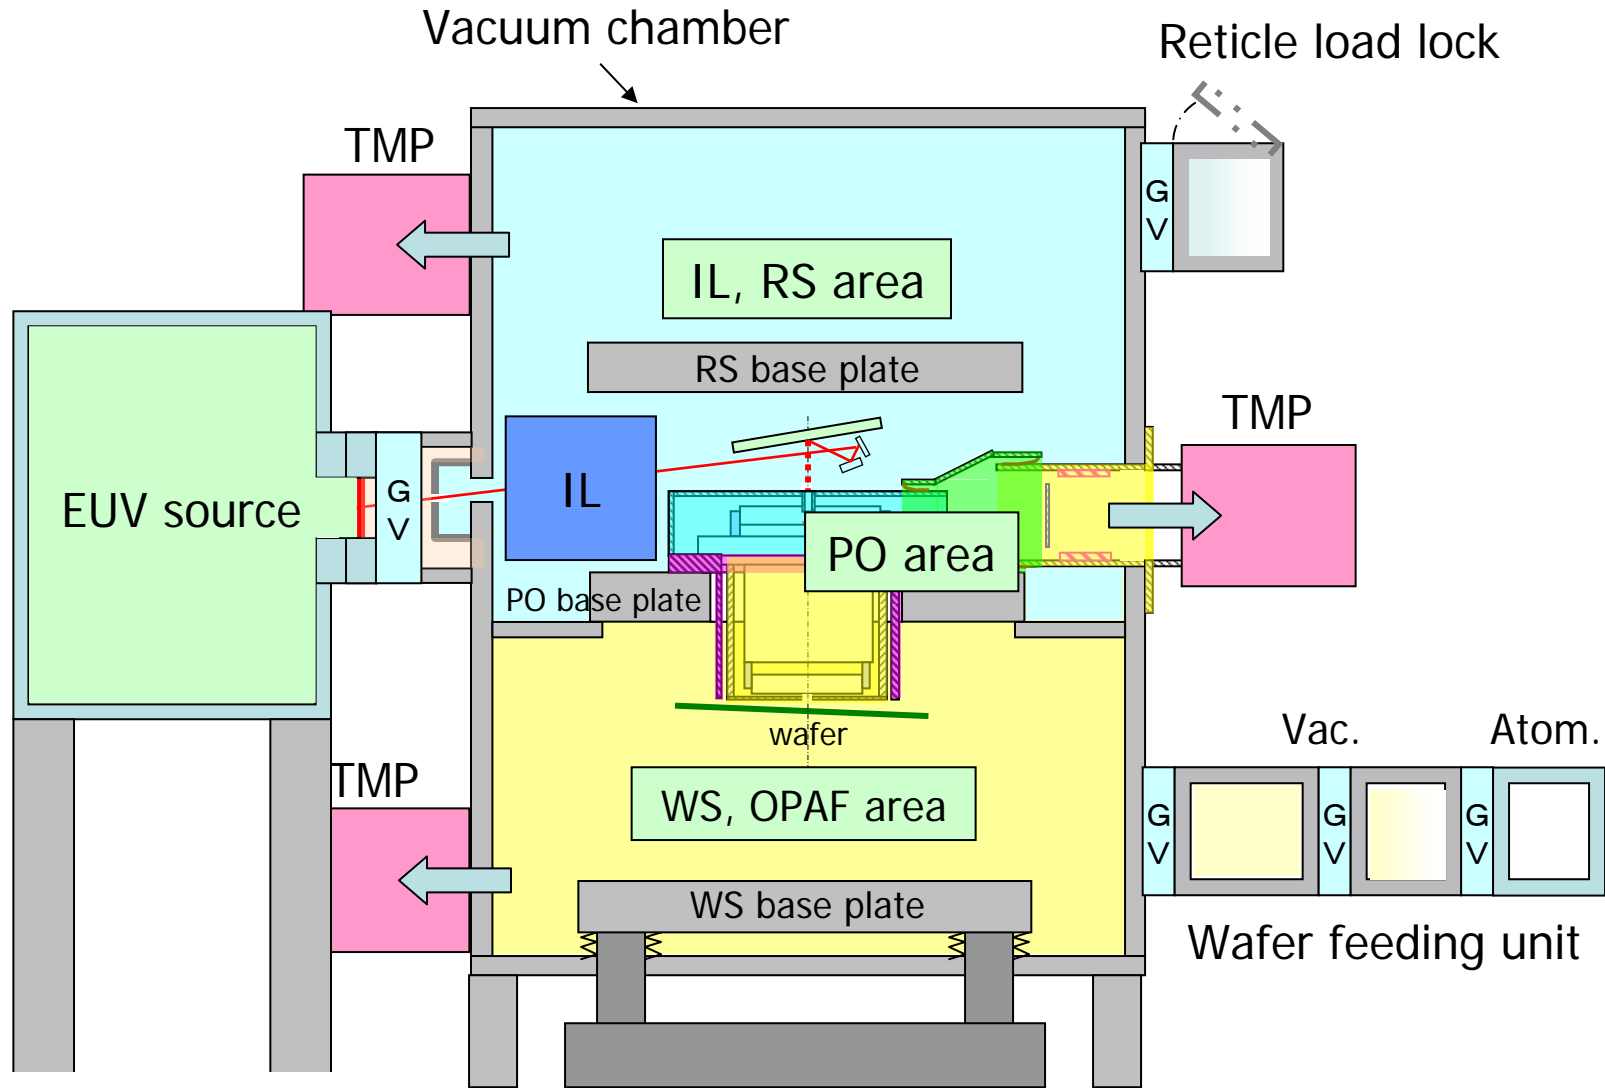 Vacuum chamber
Reticle load lock
TMP
G
V
IL, RS area
RS base plate
TMP
EUV source
G
V
IL
PO area
PO base plate
wafer
TMP
WS, OPAF area
WS base plate
Vac.
Atom.
G
V
G
V
G
V
Wafer feeding unit